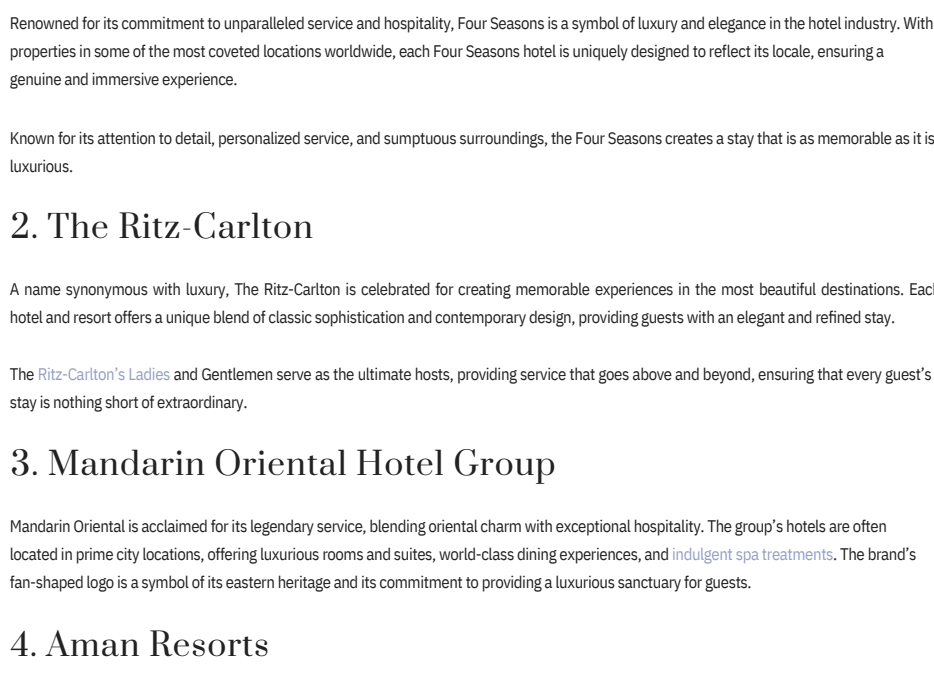 Renowned for its commitment to unparalleled service and hospitality, Four Seasons is a symbol of luxury and elegance in the hotel industry. With
properties in some of the most coveted locations worldwide, each Four Seasons hotel is uniquely designed to reflect its locale, ensuring a
genuine and immersive experience.
Known for its attention to detail, personalized service, and sumptuous surroundings, the Four Seasons creates a stay that is as memorable as it is
luxurious.
2. The Ritz-Carlton
A name synonymous with luxury, The Ritz-Carlton is celebrated for creating memorable experiences in the most beautiful destinations. Each
hotel and resort offers a unique blend of classic sophistication and contemporary design, providing guests with an elegant and refined stay.
The Ritz-Carlton’s Ladies and Gentlemen serve as the ultimate hosts, providing service that goes above and beyond, ensuring that every guest’s
stay is nothing short of extraordinary.
3. Mandarin Oriental Hotel Group
Mandarin Oriental is acclaimed for its legendary service, blending oriental charm with exceptional hospitality. The group’s hotels are often
located in prime city locations, offering luxurious rooms and suites, world-class dining experiences, and indulgent spa treatments. The brand’s
fan-shaped logo is a symbol of its eastern heritage and its commitment to providing a luxurious sanctuary for guests.
4. Aman Resorts